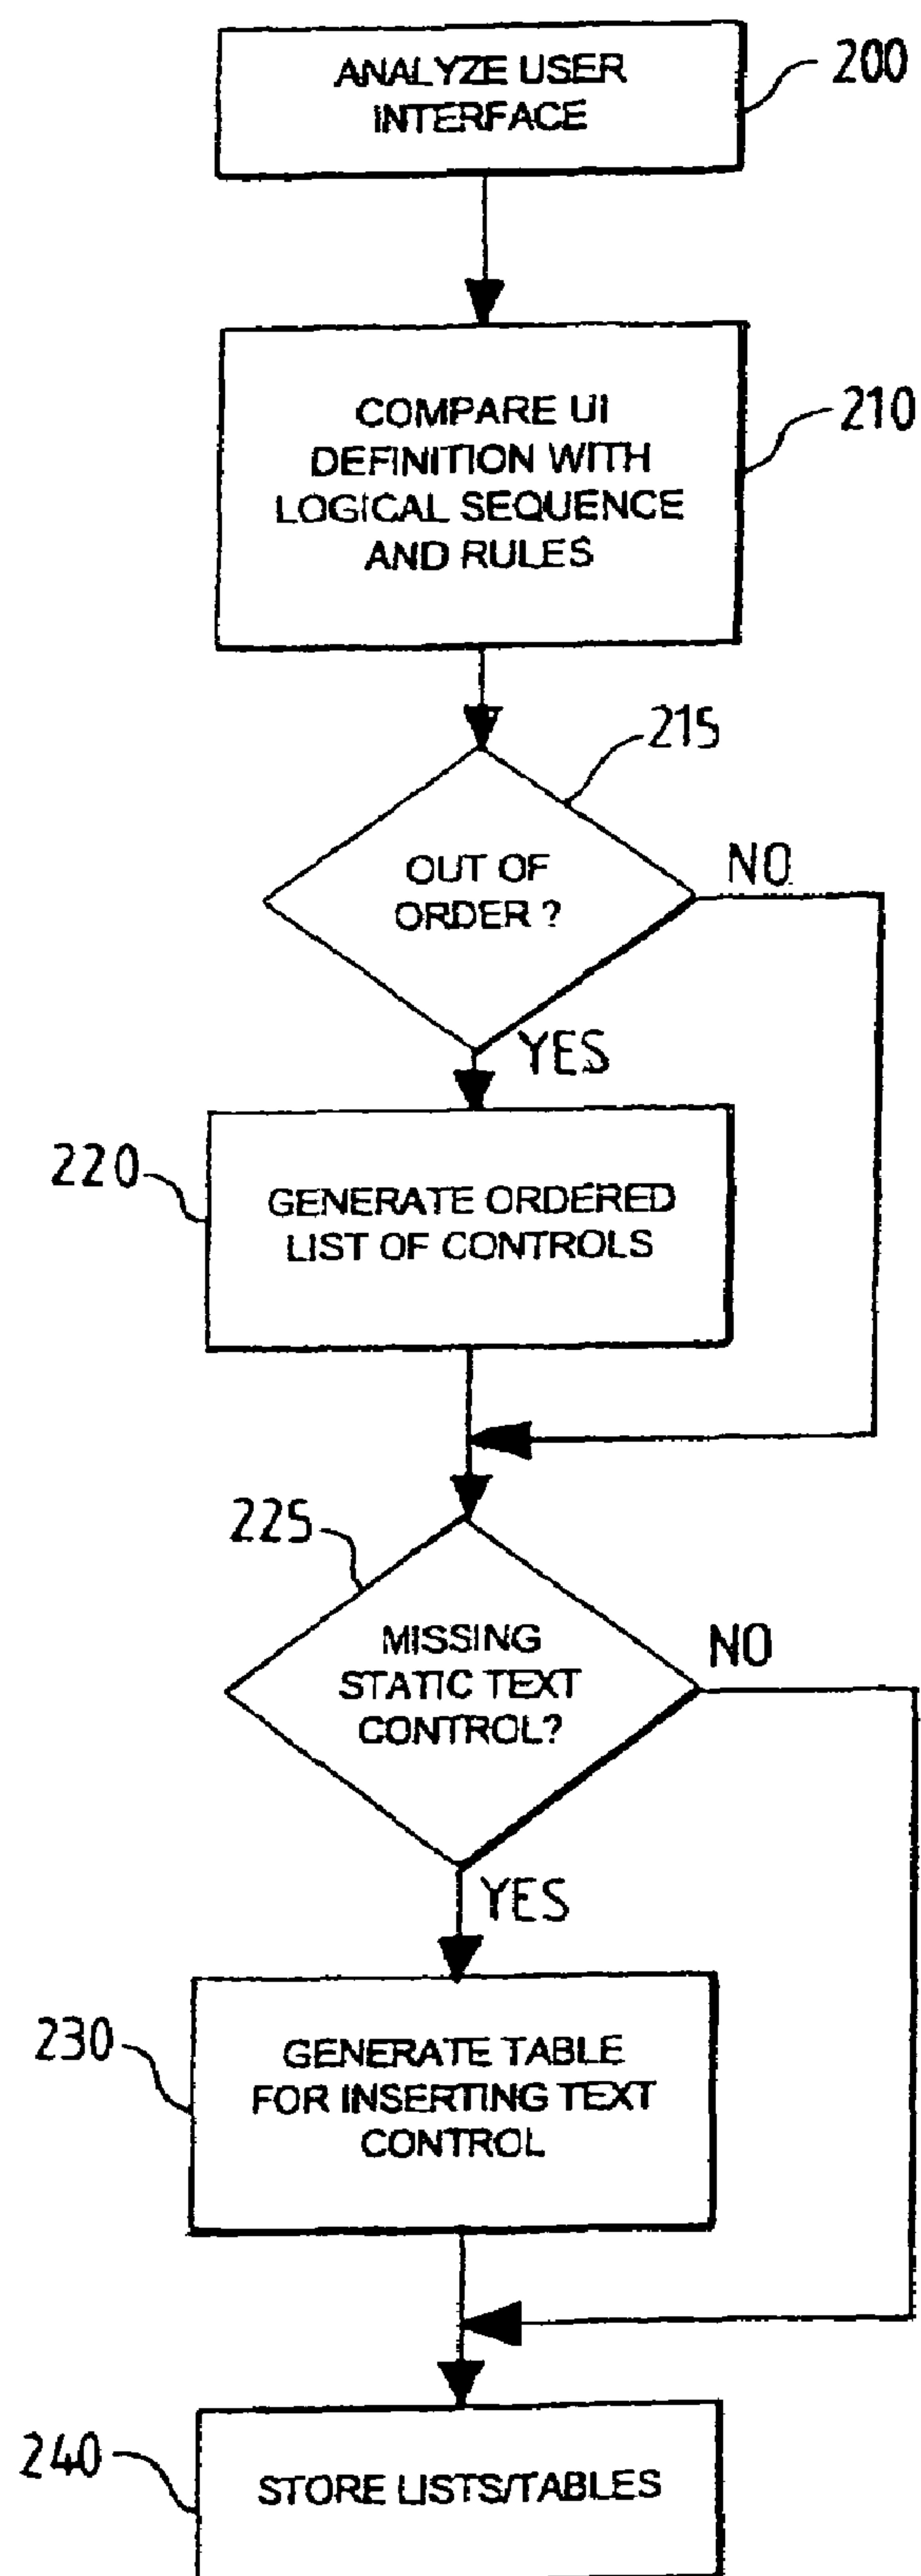 ANALYZE USER
INTERFACE
200
COMPARE UI
DEFINITION WITH
LOGICAL SEQUENCE
AND RULES
210
215
OUT OF
ORDER ?
NO
YES
220
GENERATE ORDERED
LIST OF CONTROLS
225
MISSING
STATIC TEXT
CONTROL?
NO
YES
230
GENERATE TABLE
FOR INSERTING TEXT
CONTROL
240
STORE LISTS/TABLES